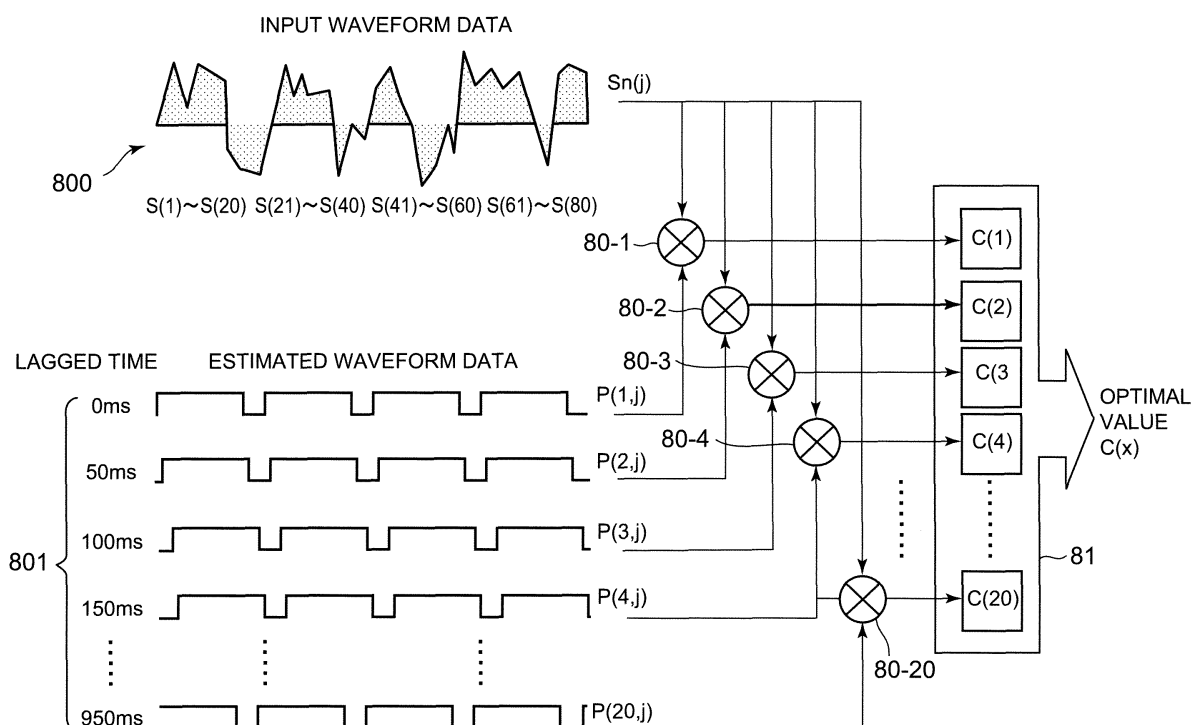 INPUT WAVEFORM DATA
Sn(j)
800
S(1)~S(20) S(21)~S(40) S(41)~S(60) S(61)~S(80)
80-1
C(1)
80-2
C(2)
LAGGED TIME
ESTIMATED WAVEFORM DATA
80-3
C(3
0ms
P(1,j)
OPTIMAL
VALUE
C(x)
80-4
C(4)
50ms
P(2,j)
100ms
P(3,j)
801
81
150ms
P(4,j)
C(20)
80-20
950ms
P(20,j)